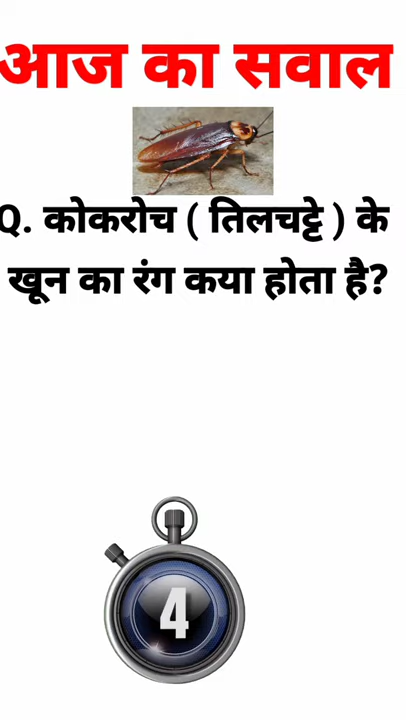 आज का सवाल
Q. कोकरोच ( तिलचट्टे ) के
खून का रंग कया होता है?
4